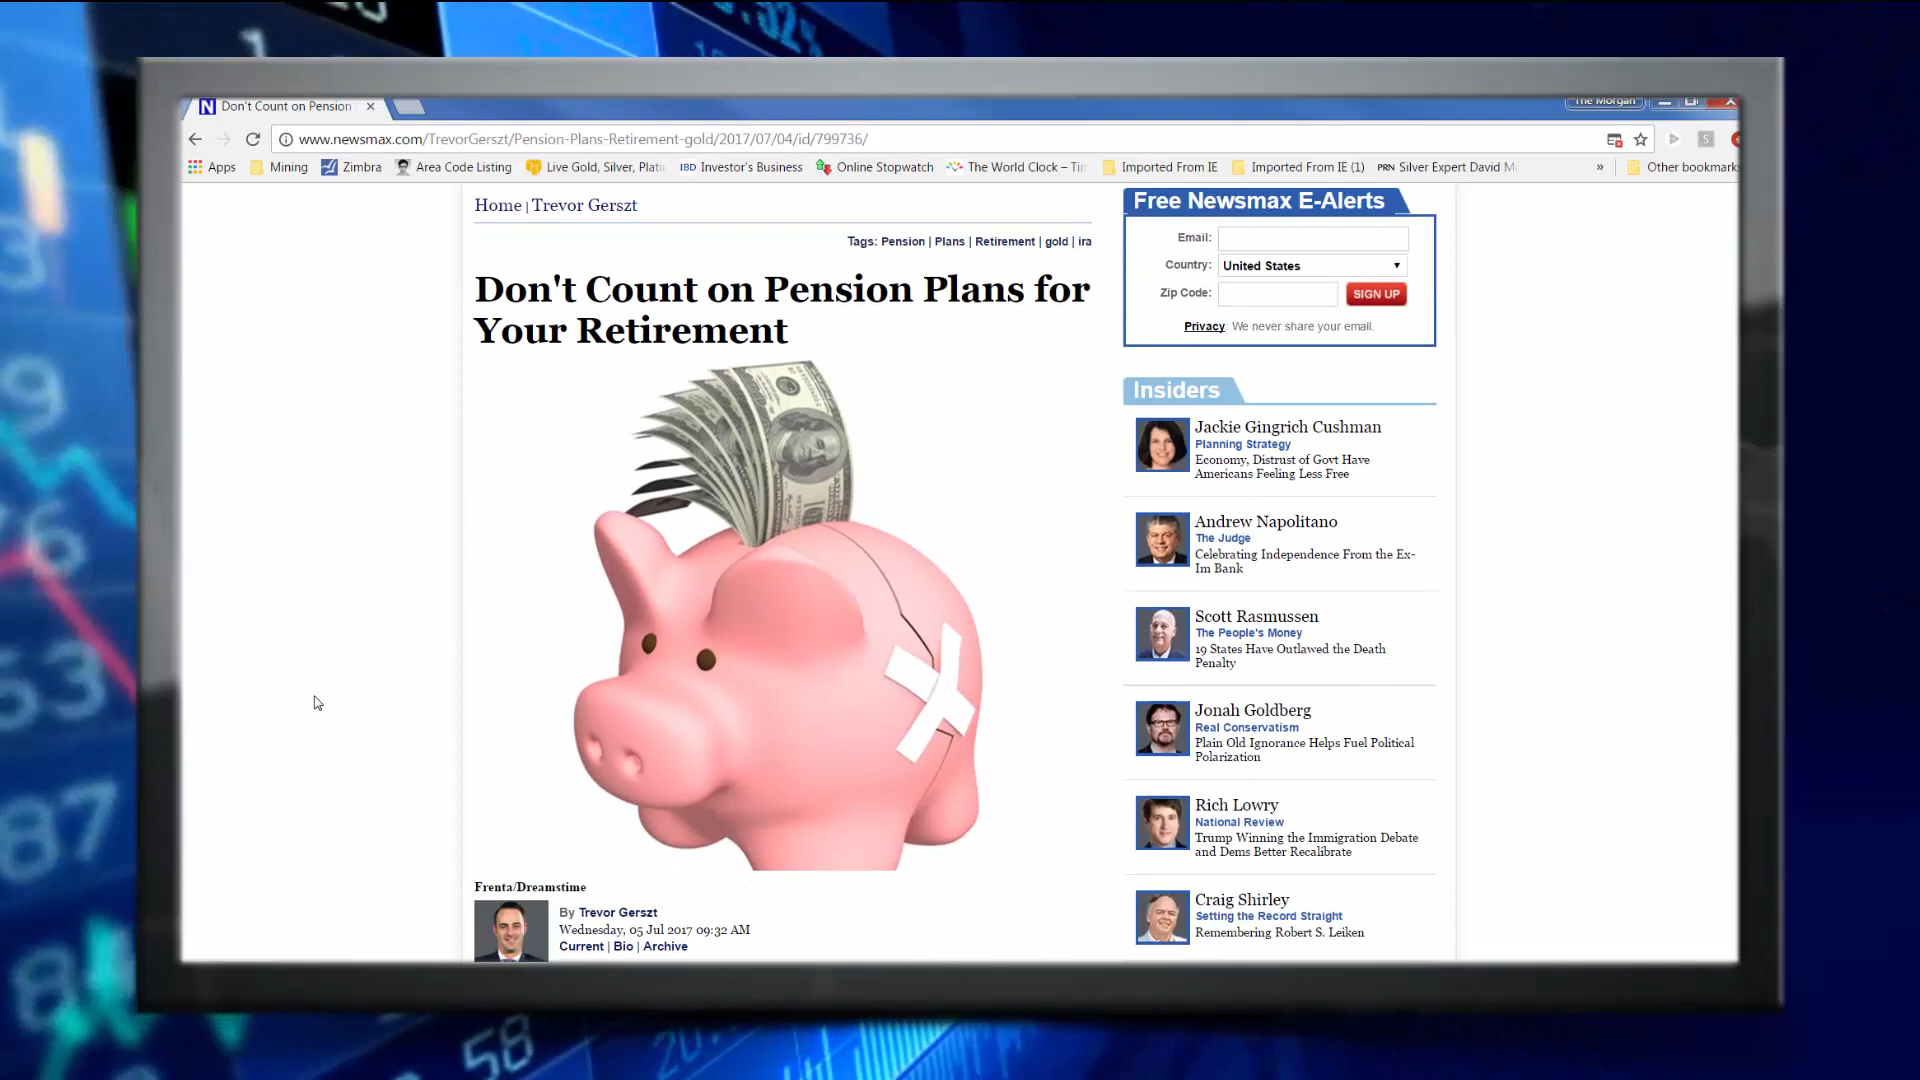 The Morgan
Don't Count on Pension
www.newsmax.com/TrevorGerszt/Pension-Plans-Retirement-gold/2017/07/04/id/799736/
Apps Mining Zimbra Area Code Listing Live Gold, Silver, Plati IBD Investor's Business Online Stopwatch The World Clock – Tim Imported From IE Imported From IE (1) PRN Silver Expert David Mo » Other bookmarks
Home | Trevor Gerszt
Tags: Pension | Plans | Retirement | gold | ira
Don't Count on Pension Plans for
Your Retirement
Frenta/Dreamstime
By Trevor Gerszt
Wednesday, 05 Jul 2017 09:32 AM
Current | Bio | Archive
Free Newsmax E-Alerts
Email:
Country: United States
Zip Code: SIGN UP
Privacy: We never share your email.
Insiders
Jackie Gingrich Cushman
Planning Strategy
Economy, Distrust of Govt Have
Americans Feeling Less Free
Andrew Napolitano
The Judge
Celebrating Independence From the Ex-
Im Bank
Scott Rasmussen
The People's Money
19 States Have Outlawed the Death
Penalty
Jonah Goldberg
Real Conservatism
Plain Old Ignorance Helps Fuel Political
Polarization
Rich Lowry
National Review
Trump Winning the Immigration Debate
and Dems Better Recalibrate
Craig Shirley
Setting the Record Straight
Remembering Robert S. Leiken